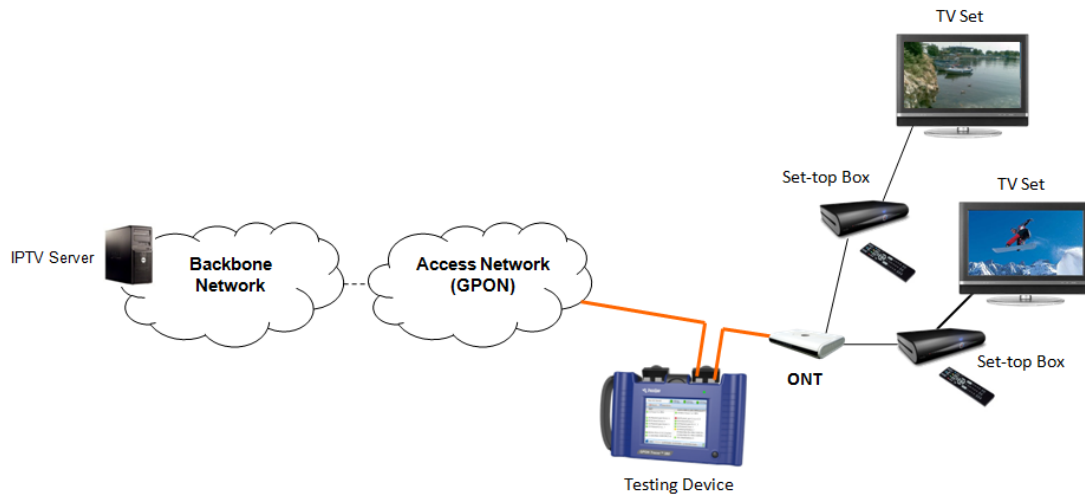 TV Set
Set-top Box
TV Set
IPTV Server
Backbone
Network
Access Network
(GPON)
Set-top Box
ONT
Testing Device